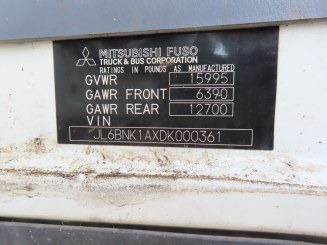 MITSUBISHI FUSO
TRUCK & BUS CORPORATION
RATINGS IN POUNDS AS MANUFACTURED
GVWR 15995
GAWR FRONT 6390
GAWR REAR 12700
VIN
JL6BNK1AXDK000361